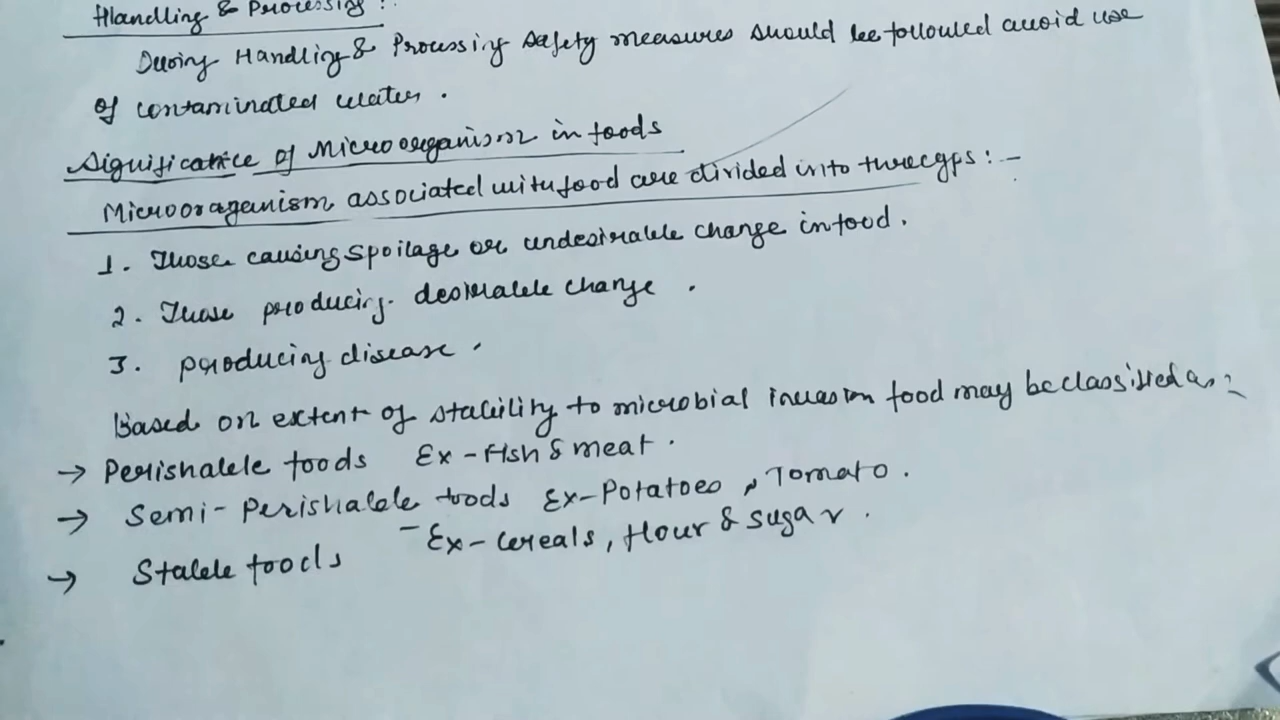 Handling & Processing :
During Handling & Processing safety measures should be followed avoid use
of contaminated water .
Significance of Microorganism in foods
Microoraganism associated with food are divided into three gps : -
1 . Those causing spoilage or undesirable change in food .
2 . Those producing desirable change .
3 . producing disease .
Based on extent of stability to microbial invasion food may be classified as :-
→ Perishable foods Ex - Fish & meat .
→ Semi - Perishable foods Ex - Potatoes , Tomato .
→ Stable foods - Ex - Cereals , flour & sugar .